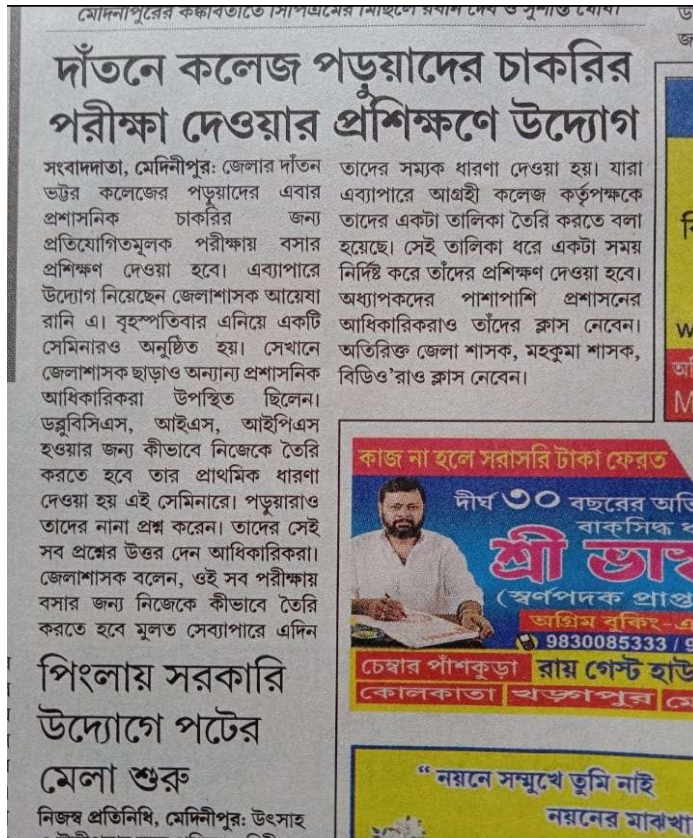 মেদিনীপুরের
দাঁতনে কলেজ পড়ুয়াদের চাকরির
পরীক্ষা দেওয়ার প্রশিক্ষণে উদ্যোগ
সংবাদদাতা, মেদিনীপুর: জেলার দাঁতন
ভট্টর কলেজের পড়ুয়াদের এবার
প্রশাসনিক চাকরির জন্য
প্রতিযোগিতমূলক পরীক্ষায় বসার
প্রশিক্ষণ দেওয়া হবে। এব্যাপারে
উদ্যোগ নিয়েছেন জেলাশাসক আয়েষা
রানি এ। বৃহস্পতিবার এনিয়ে একটি
সেমিনারও অনুষ্ঠিত হয়। সেখানে
জেলাশাসক ছাড়াও অন্যান্য প্রশাসনিক
আধিকারিকরা উপস্থিত ছিলেন।
ডব্লুবিসিএস, আইএস, আইপিএস
হওয়ার জন্য কীভাবে নিজেকে তৈরি
করতে হবে তার প্রাথমিক ধারণা
দেওয়া হয় এই সেমিনারে। পড়ুয়ারাও
তাদের নানা প্রশ্ন করেন। তাদের সেই
সব প্রশ্নের উত্তর দেন আধিকারিকরা।
জেলাশাসক বলেন, ওই সব পরীক্ষায়
বসার জন্য নিজেকে কীভাবে তৈরি
করতে হবে মূলত সেব্যাপারে এদিন
তাদের সম্যক ধারণা দেওয়া হয়। যারা
এব্যাপারে আগ্রহী কলেজ কর্তৃপক্ষকে
তাদের একটা তালিকা তৈরি করতে বলা
হয়েছে। সেই তালিকা ধরে একটা সময়
নির্দিষ্ট করে তাঁদের প্রশিক্ষণ দেওয়া হবে।
অধ্যাপকদের পাশাপাশি প্রশাসনের
আধিকারিকরাও তাঁদের ক্লাস নেবেন।
অতিরিক্ত জেলা শাসক, মহকুমা শাসক,
বিডিও'রাও ক্লাস নেবেন।
পিংলায় সরকারি
উদ্যোগে পটের
মেলা শুরু
নিজস্ব প্রতিনিধি, মেদিনীপুর: উৎসাহ
কাজ না হলে সরাসরি টাকা ফেরত
দীর্ঘ ৩০ বছরের
বাকসিদ্ধ
শ্রী
(স্বর্ণপদক প্রাপ্ত
অগ্রিম বুকিং-
9830085333 / 9
চেম্বার পাঁশকুড়া রায় গেস্ট হাউ
কোলকাতা খড়্গপুর মে
“নয়নে সম্মুখে তুমি নাই
নয়নের মাঝখা